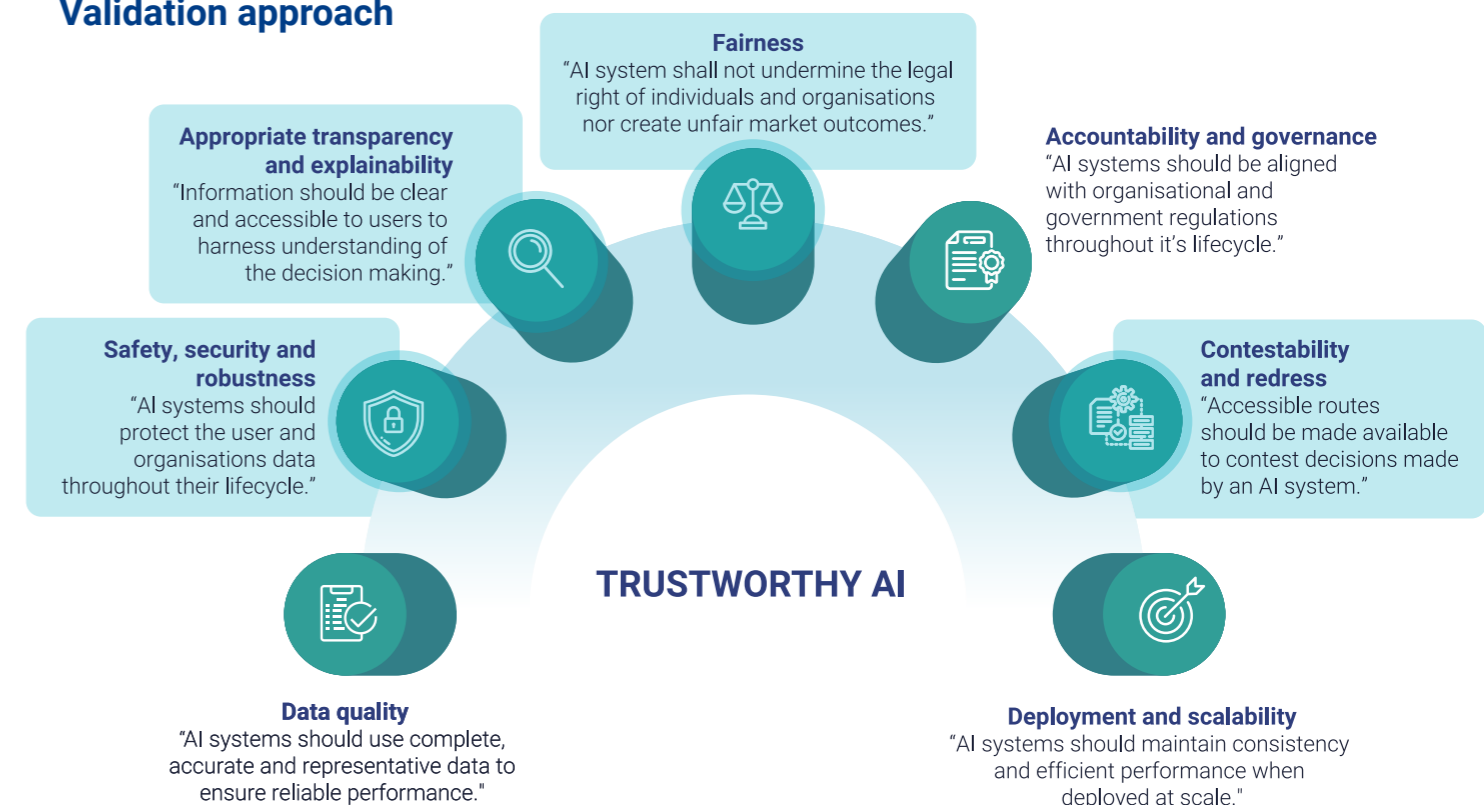 Validation approach
Fairness
“AI system shall not undermine the legal
right of individuals and organisations
nor create unfair market outcomes.”
Appropriate transparency
and explainability
“Information should be clear
and accessible to users to
harness understanding of
the decision making.”
Accountability and governance
“AI systems should be aligned
with organisational and
government regulations
throughout it’s lifecycle.”
Safety, security and
robustness
“AI systems should
protect the user and
organisations data
throughout their lifecycle.”
Contestability
and redress
“Accessible routes
should be made available
to contest decisions made
by an AI system.”
TRUSTWORTHY AI
Data quality
“AI systems should use complete,
accurate and representative data to
ensure reliable performance."
Deployment and scalability
“AI systems should maintain consistency
and efficient performance when
deployed at scale."